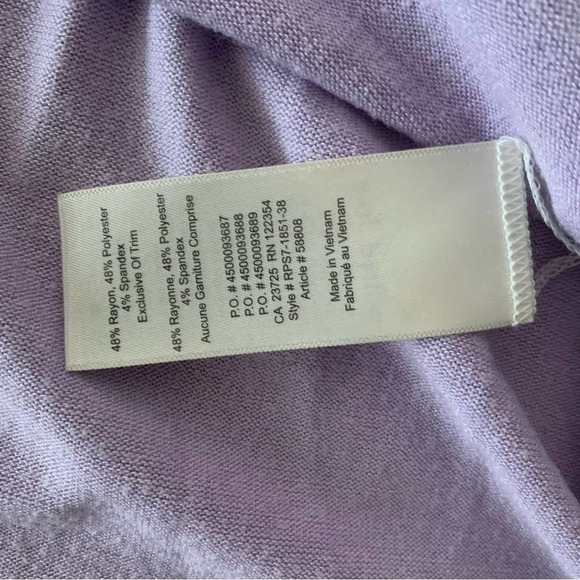 48% Rayon, 48% Polyester
4% Spandex
Exclusive Of Trim
48% Rayonne, 48% Polyester
4% Spandex
Aucune Garniture Comprise
P.O. # 4500093687
P.O. # 4500093688
P.O. # 4500093689
CA 23725 RN 122354
Style # RPS7-1851-38
Article # 58808
Made in Vietnam
Fabriqué au Vietnam